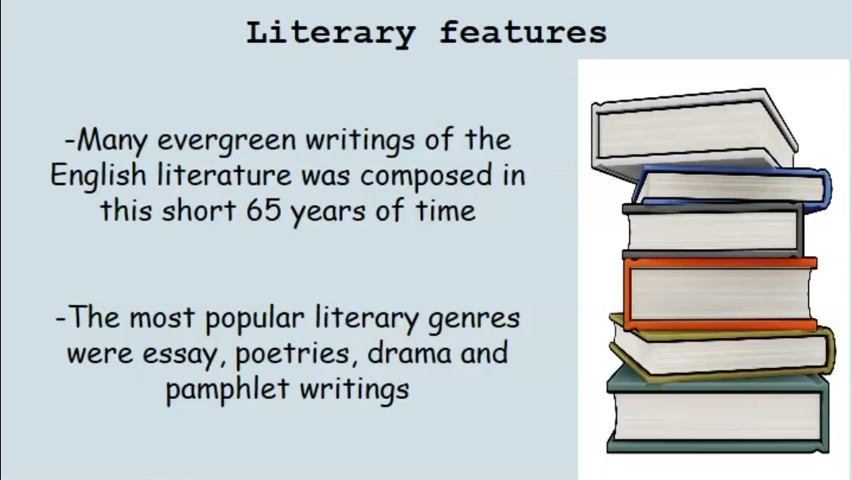 Literary features
-Many evergreen writings of the
English literature was composed in
this short 65 years of time
-The most popular literary genres
were essay, poetries, drama and
pamphlet writings